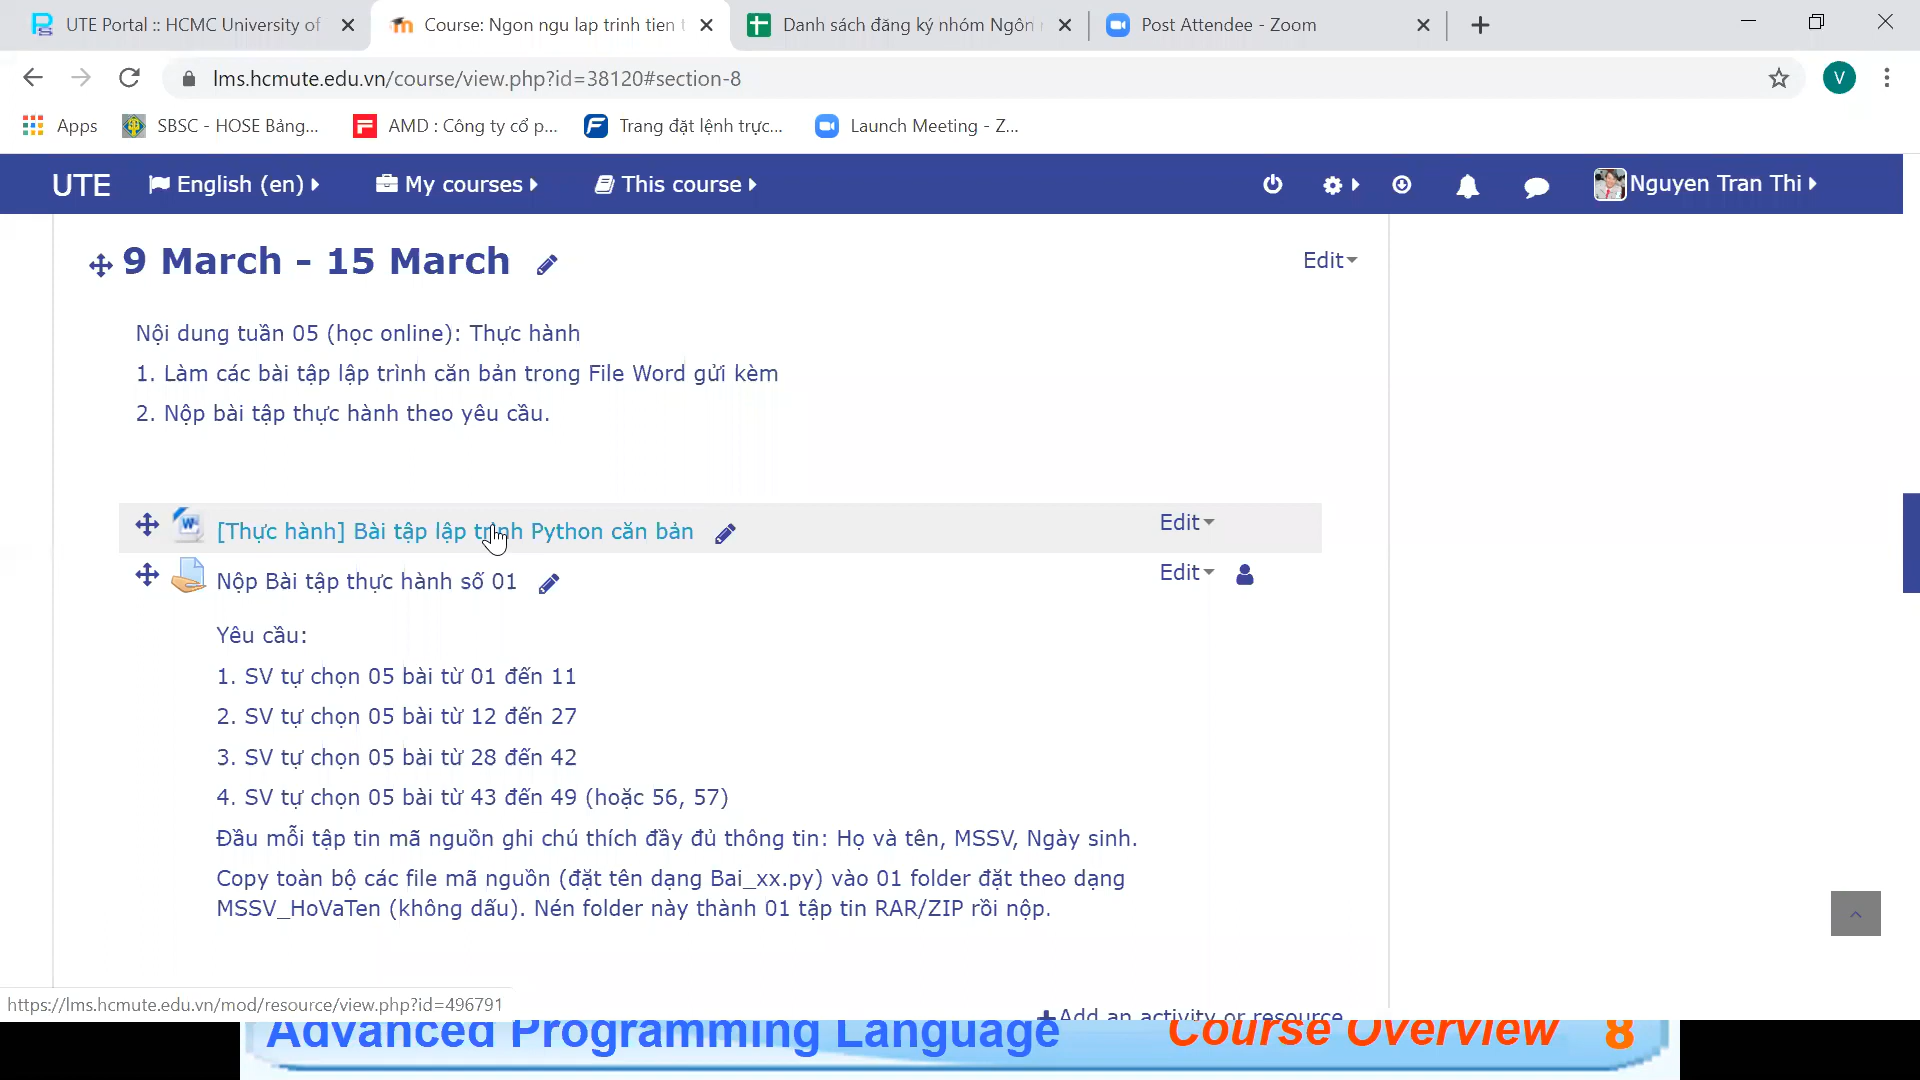 UTE Portal :: HCMC University of
Course: Ngon ngu lap trinh tien t
Danh sách đăng ký nhóm Ngôn
Post Attendee - Zoom
lms.hcmute.edu.vn/course/view.php?id=38120#section-8
V
Apps
SBSC - HOSE Bảng...
AMD : Công ty cổ p...
Trang đặt lệnh trực...
Launch Meeting - Z...
UTE
English (en)
My courses
This course
Nguyen Tran Thi
9 March - 15 March
Edit
Nội dung tuần 05 (học online): Thực hành
1. Làm các bài tập lập trình căn bản trong File Word gửi kèm
2. Nộp bài tập thực hành theo yêu cầu.
[Thực hành] Bài tập lập trình Python căn bản
Edit
Nộp Bài tập thực hành số 01
Edit
Yêu cầu:
1. SV tự chọn 05 bài từ 01 đến 11
2. SV tự chọn 05 bài từ 12 đến 27
3. SV tự chọn 05 bài từ 28 đến 42
4. SV tự chọn 05 bài từ 43 đến 49 (hoặc 56, 57)
Đầu mỗi tập tin mã nguồn ghi chú thích đầy đủ thông tin: Họ và tên, MSSV, Ngày sinh.
Copy toàn bộ các file mã nguồn (đặt tên dạng Bai_xx.py) vào 01 folder đặt theo dạng
MSSV_HoVaTen (không dấu). Nén folder này thành 01 tập tin RAR/ZIP rồi nộp.
https://lms.hcmute.edu.vn/mod/resource/view.php?id=496791
Add an activity or resource
Advanced Programming Language
Course Overview
8